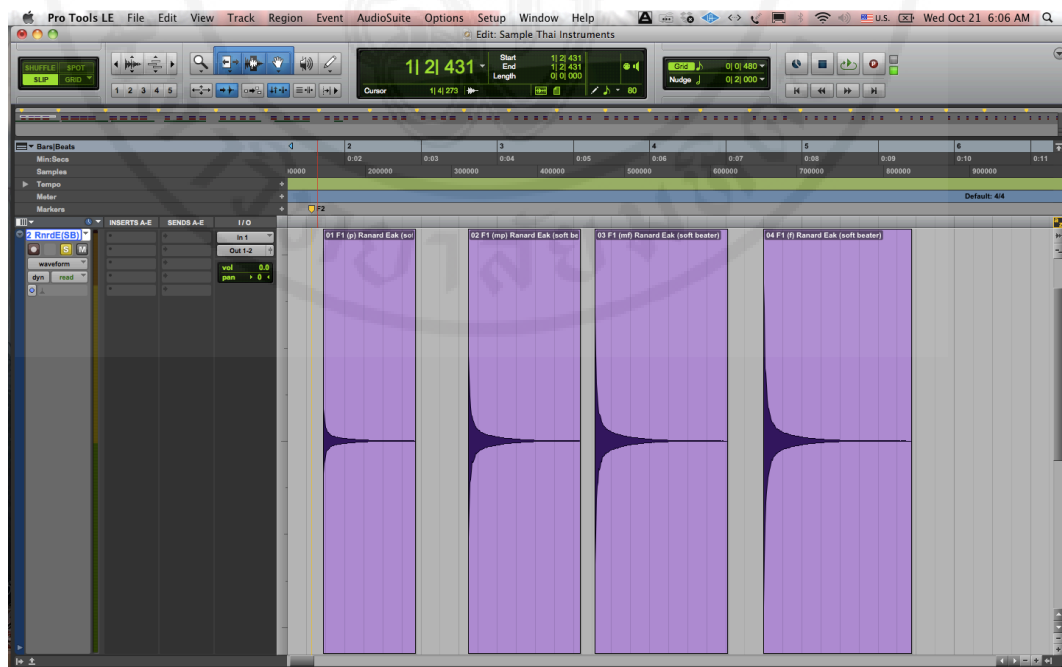 Pro Tools LE File Edit View Track Region Event AudioSuite Options Setup Window Help U.S. Wed Oct 21 6:06 AM
Edit: Sample Thai Instruments
SHUFFLE SPOT
SLIP GRID
1 2 3 4 5
1| 2| 431
Start 1| 2| 431
End 1| 2| 431
Length 0| 0| 000
Cursor 1| 4| 273
80
Grid 0| 0| 480
Nudge 0| 2| 000
Bars|Beats 2 3 4 5 6
Min:Secs 0:02 0:03 0:04 0:05 0:06 0:07 0:08 0:09 0:10 0:11
Samples 200000 300000 400000 500000 600000 700000 800000 900000
Tempo
Meter Default: 4/4
Markers F2
INSERTS A-E SENDS A-E I / O
2 RnrdE(SB)
S M
waveform
dyn read
In 1
Out 1-2
vol 0.0
pan 0
01 F1 (p) Ranard Eak (sof
02 F1 (mp) Ranard Eak (soft be
03 F1 (mf) Ranard Eak (soft beater)
04 F1 (f) Ranard Eak (soft beater)